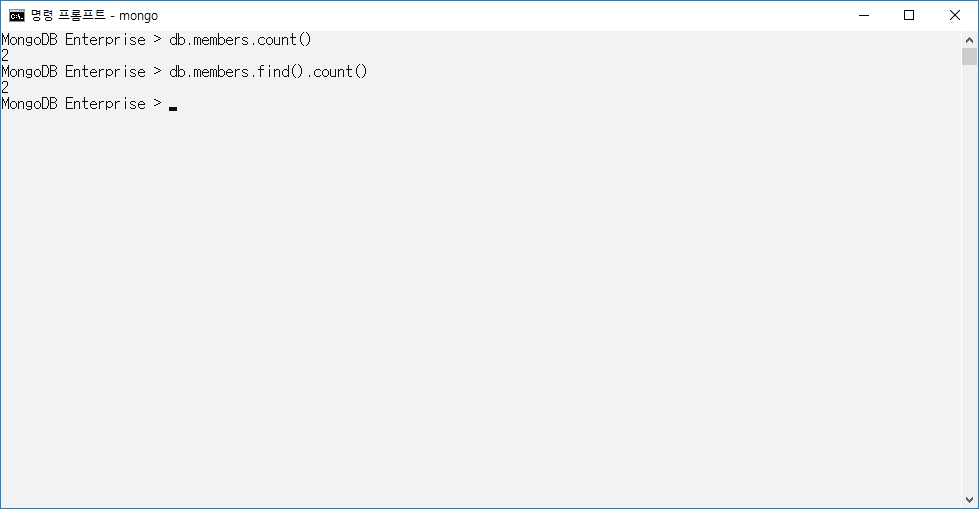 명령 프롬프트 - mongo
MongoDB Enterprise > db.members.count()
2
MongoDB Enterprise > db.members.find().count()
2
MongoDB Enterprise >